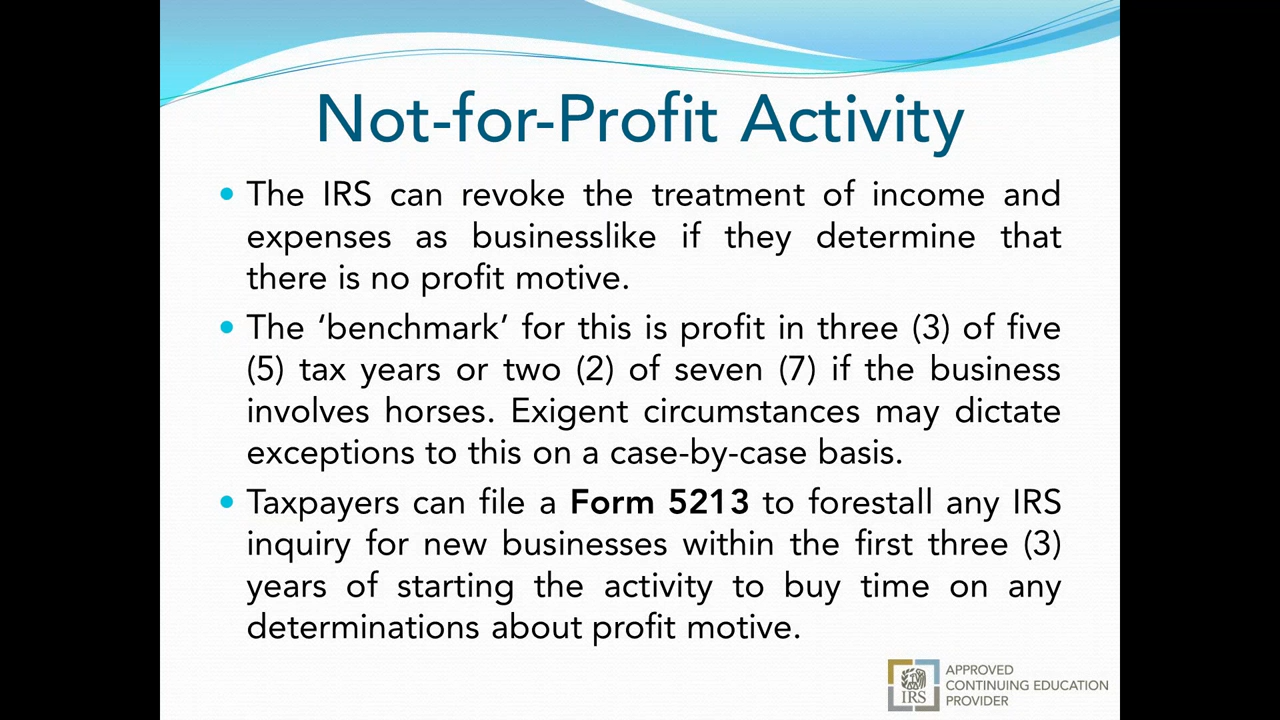 Not-for-Profit Activity
• The IRS can revoke the treatment of income and
expenses as businesslike if they determine that
there is no profit motive.
• The ‘benchmark’ for this is profit in three (3) of five
(5) tax years or two (2) of seven (7) if the business
involves horses. Exigent circumstances may dictate
exceptions to this on a case-by-case basis.
• Taxpayers can file a Form 5213 to forestall any IRS
inquiry for new businesses within the first three (3)
years of starting the activity to buy time on any
determinations about profit motive.
IRS
APPROVED
CONTINUING EDUCATION
PROVIDER